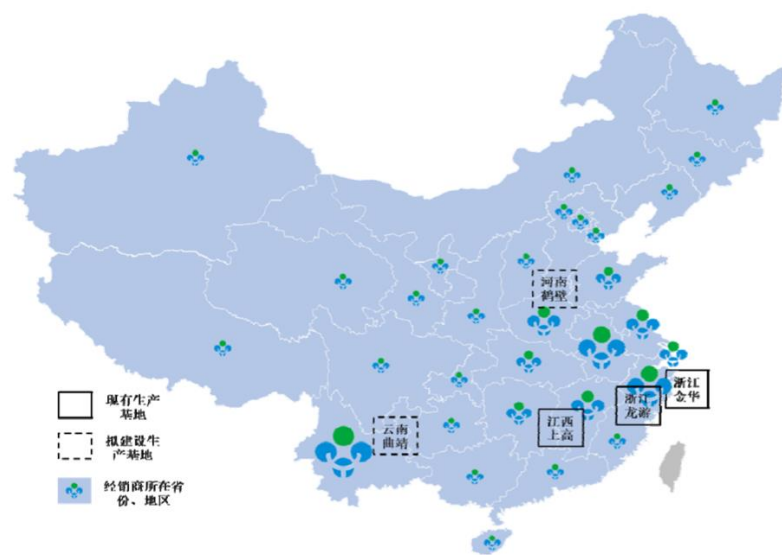 河南
鹤壁
浙江
金华
浙江
龙游
江西
上高
云南
曲靖
现有生产
基地
拟建设生
产基地
经销商所在省
份、地区